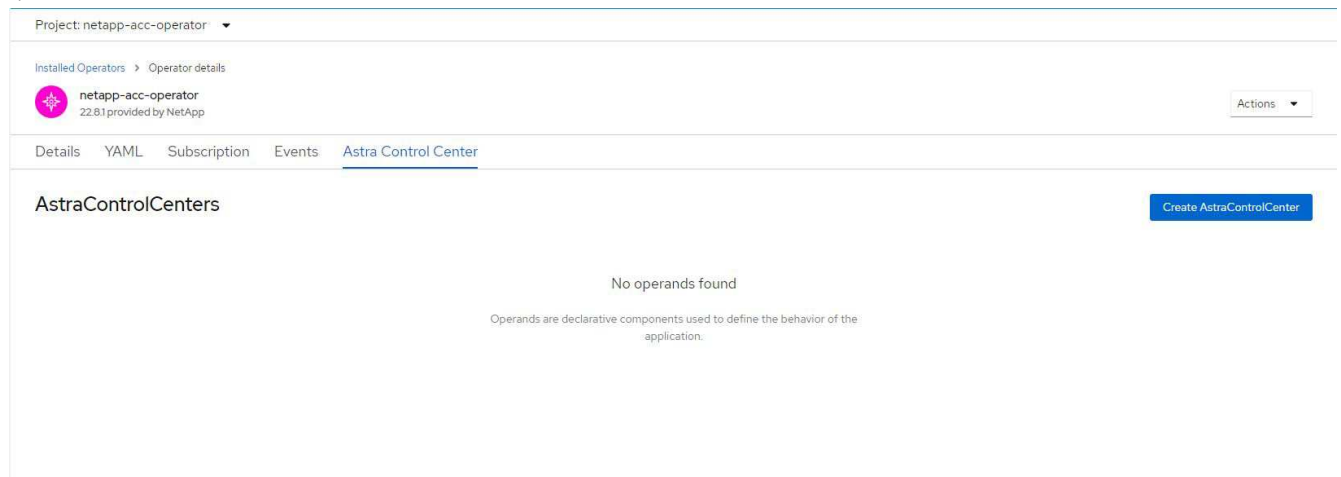 Project: netapp-acc-operator
Installed Operators > Operator details
netapp-acc-operator
22.8.1 provided by NetApp
Actions
Details YAML Subscription Events Astra Control Center
AstraControlCenters
Create AstraControlCenter
No operands found
Operands are declarative components used to define the behavior of the
application.